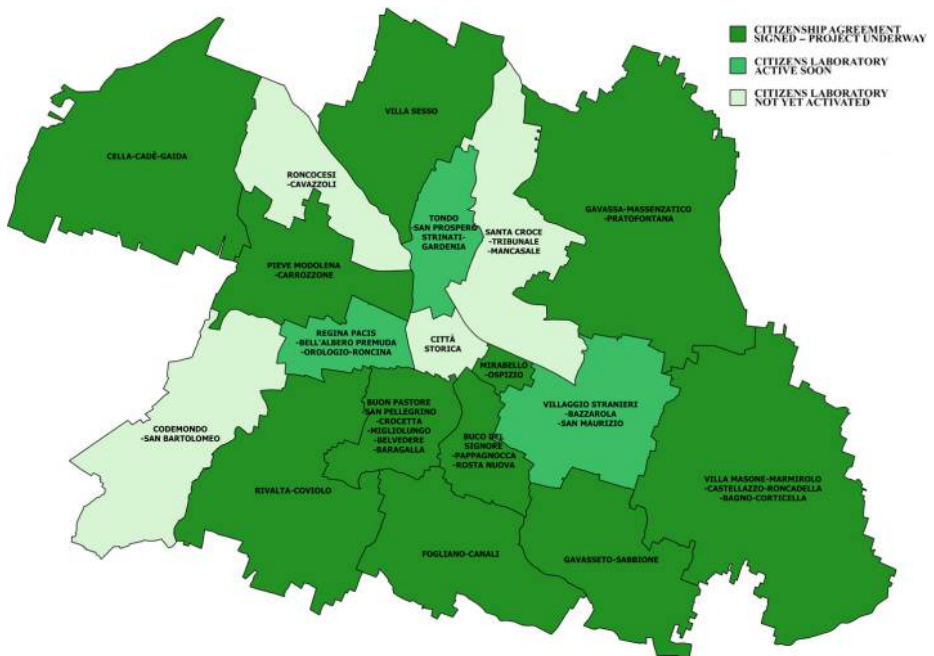 CITIZENSHIP AGREEMENT
SIGNED – PROJECT UNDERWAY
CITIZENS LABORATORY
ACTIVE SOON
CITIZENS LABORATORY
NOT YET ACTIVATED
VILLA SESSO
CELLA-CADÈ-GAIDA
RONCOCESI
-CAVAZZOLI
TONDO
-SAN PROSPERO
STRINATI-
GARDENIA
SANTA CROCE
-TRIBUNALE
-MANCASALE
GAVASSA-MASSENZATICO
-PRATOFONTANA
PIEVE MODOLENA
-CARROZZONE
REGINA PACIS
-BELL'ALBERO PREMUDA
-OROLOGIO-RONCINA
CITTÀ
STORICA
MIRABELLO
-OSPIZIO
VILLAGGIO STRANIERI
-BAZZAROLA
-SAN MAURIZIO
BUON PASTORE
-SAN PELLEGRINO
-CROCETTA
-MIGLIOLUNGO
-BELVEDERE
-BARAGALLA
BUCO DEL
SIGNORE
-PAPPAGNOCCA
-ROSTA NUOVA
CODEMONDO
-SAN BARTOLOMEO
RIVALTA-COVIOLO
VILLA MASONE-MARMIROLO
-CASTELLAZZO-RONCADELLA
-BAGNO-CORTICELLA
FOGLIANO-CANALI
GAVASSETO-SABBIONE